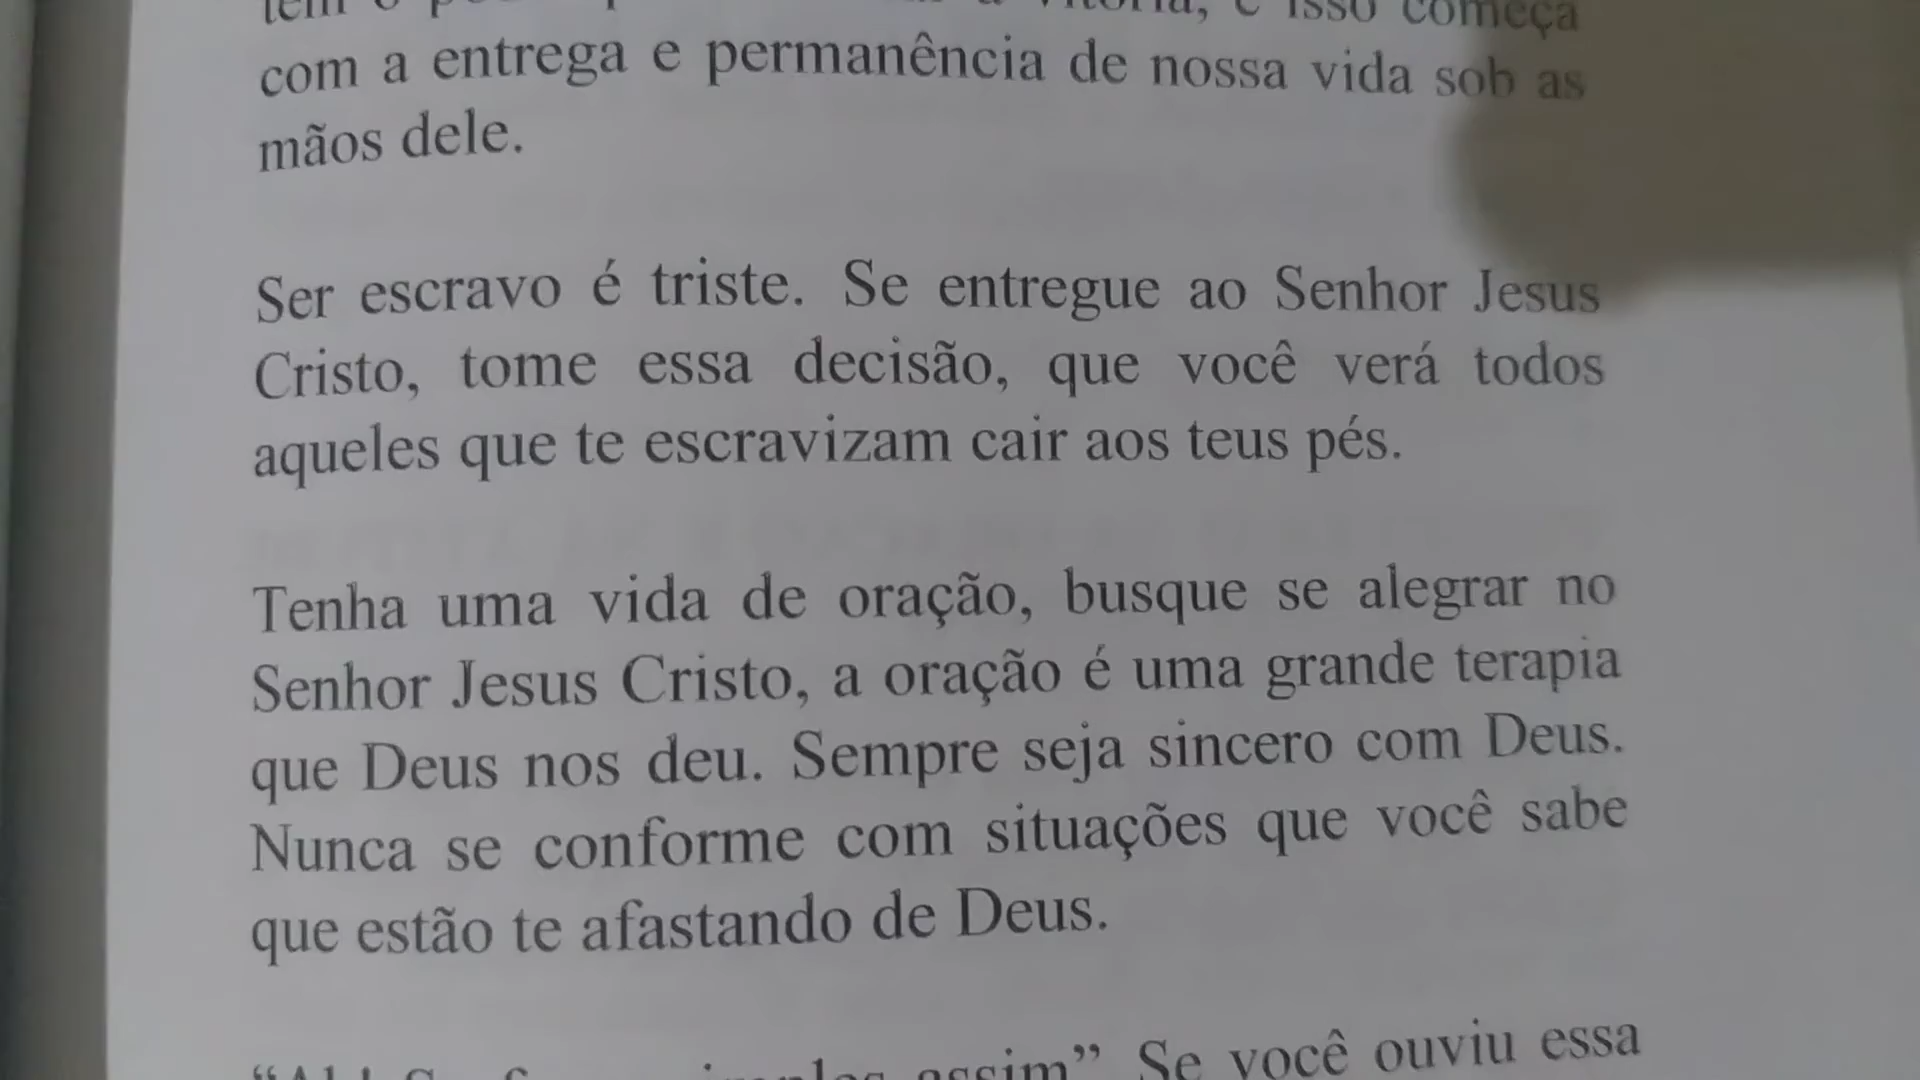 vitória, e isso começa
com a entrega e permanência de nossa vida sob as
mãos dele.
Ser escravo é triste. Se entregue ao Senhor Jesus
Cristo, tome essa decisão, que você verá todos
aqueles que te escravizam cair aos teus pés.
Tenha uma vida de oração, busque se alegrar no
Senhor Jesus Cristo, a oração é uma grande terapia
que Deus nos deu. Sempre seja sincero com Deus.
Nunca se conforme com situações que você sabe
que estão te afastando de Deus.
assim” Se você ouviu essa